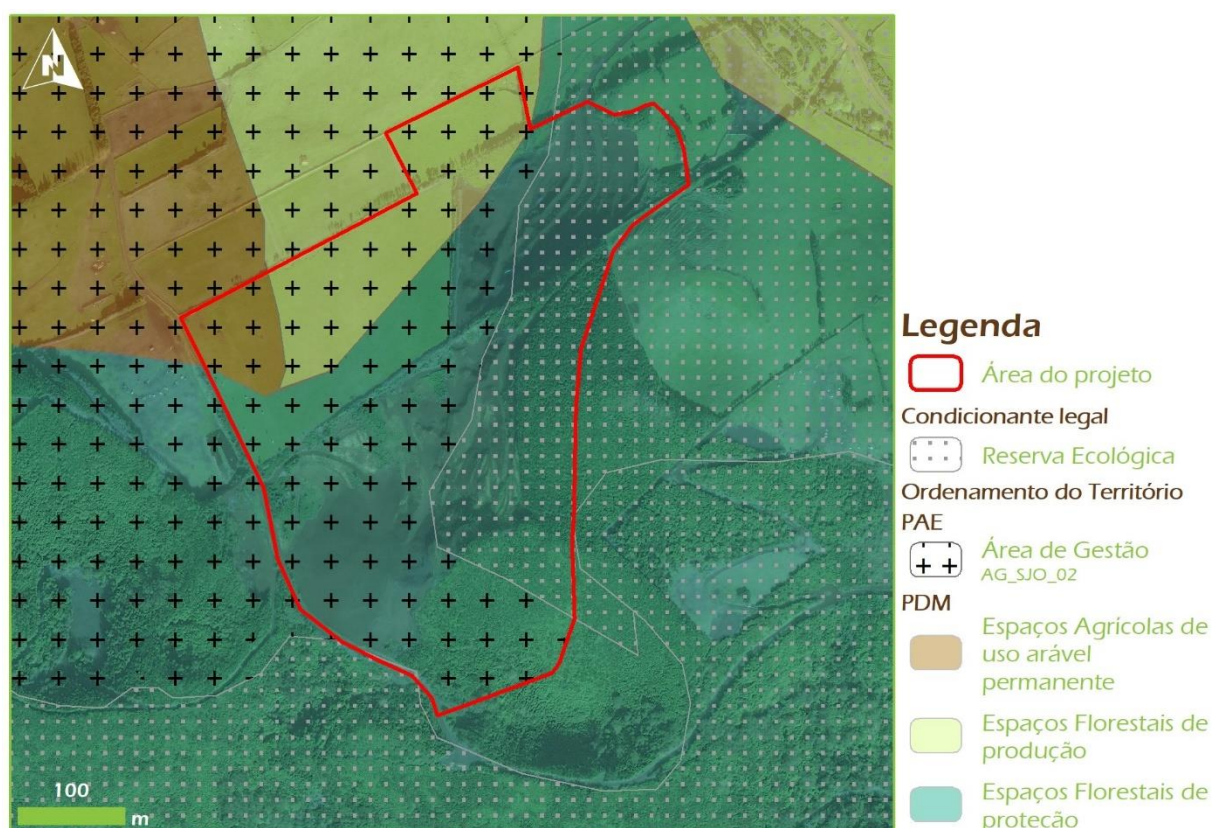 N
100
m
Legenda
Área do projeto
Condicionante legal
Reserva Ecológica
Ordenamento do Território
PAE
Área de Gestão
AG_SJO_02
PDM
Espaços Agrícolas de
uso arável
permanente
Espaços Florestais de
produção
Espaços Florestais de
proteção